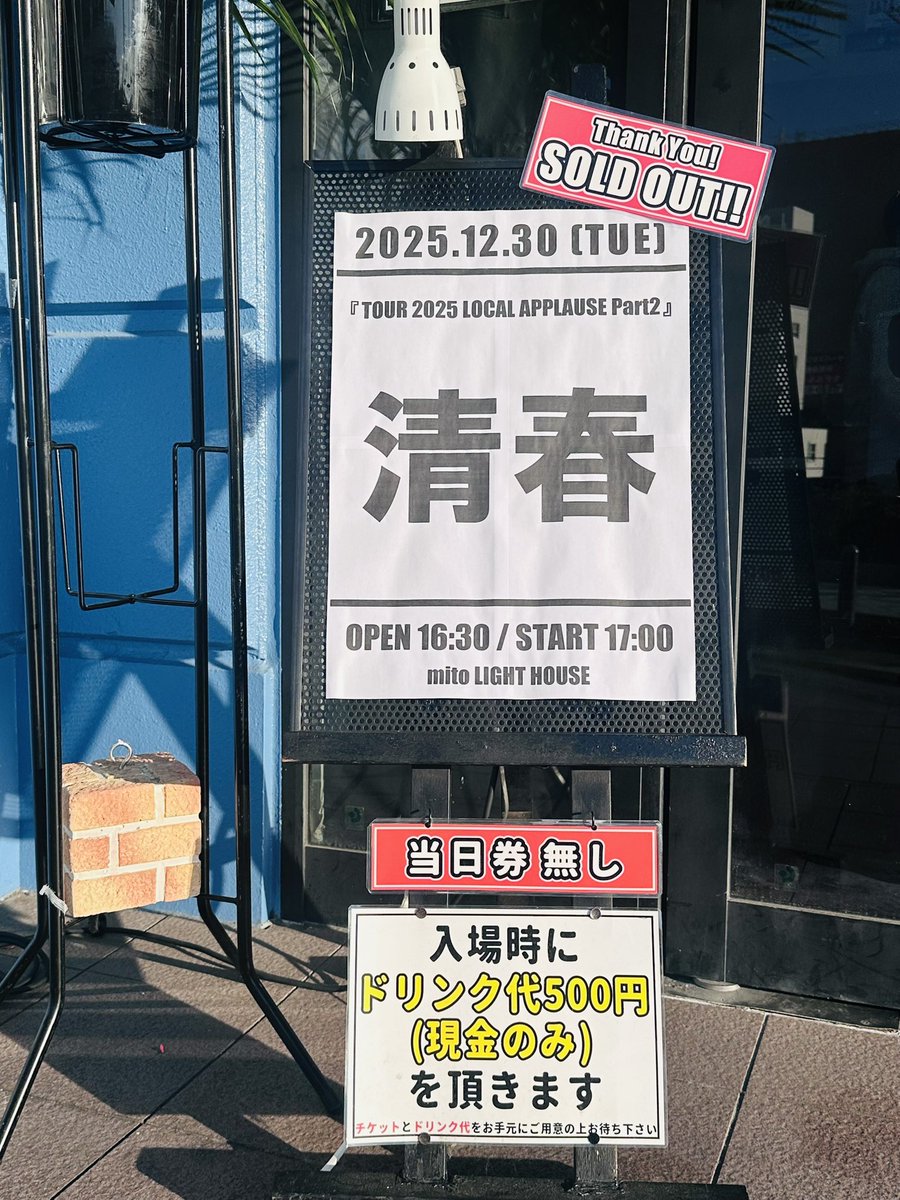 Thank You!
SOLD OUT!!
2025.12.30 (TUE)
『TOUR 2025 LOCAL APPLAUSE Part2』
清春
OPEN 16:30 / START 17:00
mito LIGHT HOUSE
当日券 無し
入場時に
ドリンク代500円
(現金のみ)
を頂きます
チケットとドリンク代をお手元にご用意の上お待ち下さい